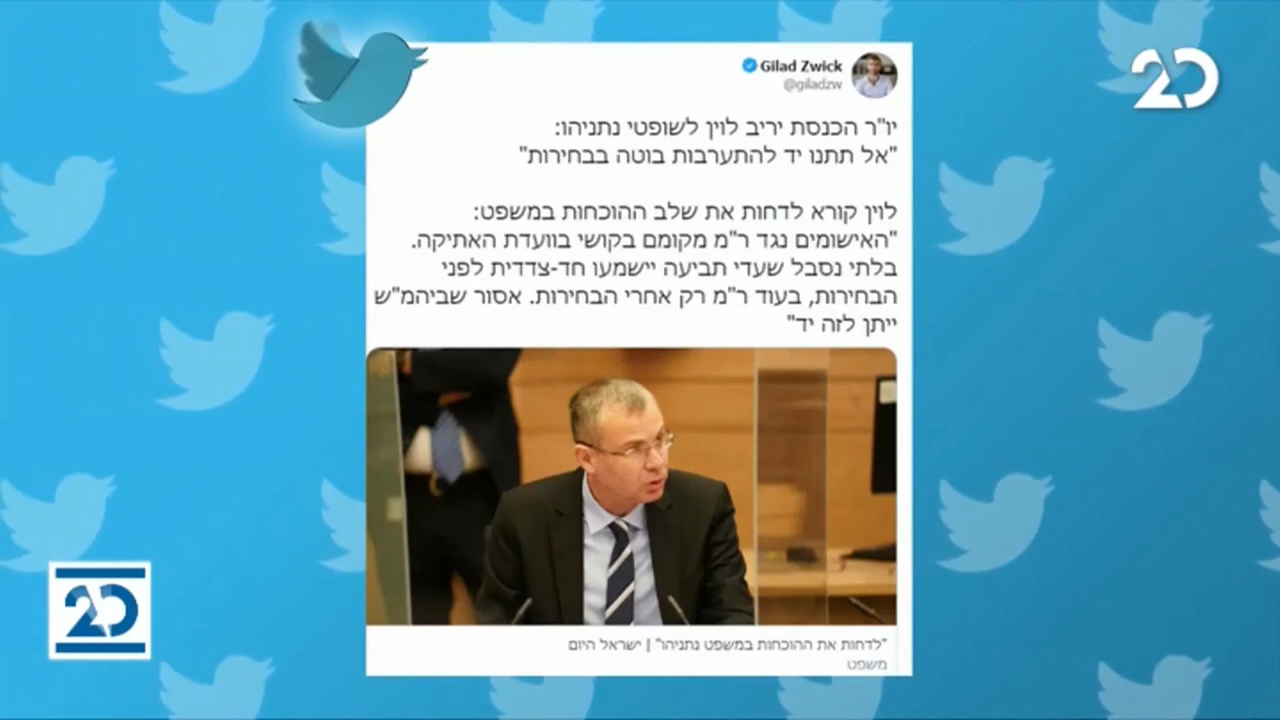 Gilad Zwick
@giladzw
20
יו"ר הכנסת יריב לוין לשופטי נתניהו:
"אל תתנו יד להתערבות בוטה בבחירות"
לוין קורא לדחות את שלב ההוכחות במשפט:
"האישומים נגד ר"מ מקומם בקושי בוועדת האתיקה.
בלתי נסבל שעדי תביעה יישמעו חד-צדדית לפני
הבחירות, בעוד ר"מ רק אחרי הבחירות. אסור שביהמ"ש
ייתן לזה יד"
"לדחות את ההוכחות במשפט נתניהו" | ישראל היום
משפט
20